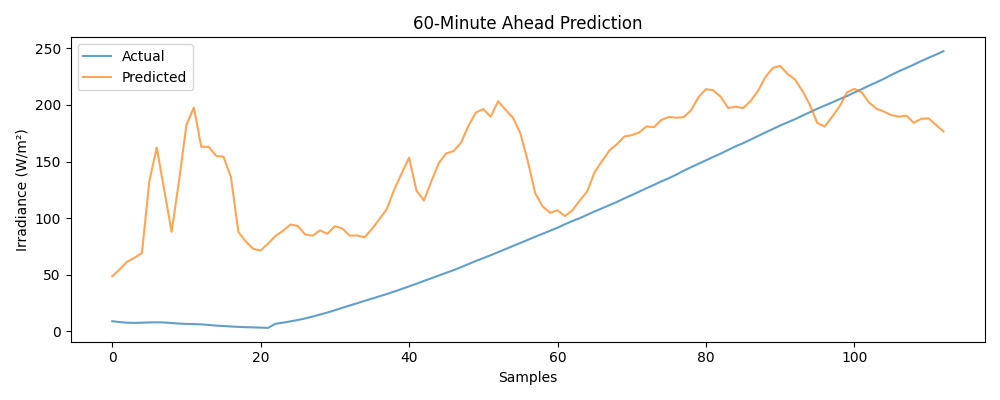 60-Minute Ahead Prediction
Actual
Predicted
Irradiance (W/m²)
250
200
150
100
50
0
0 20 40 60 80 100
Samples